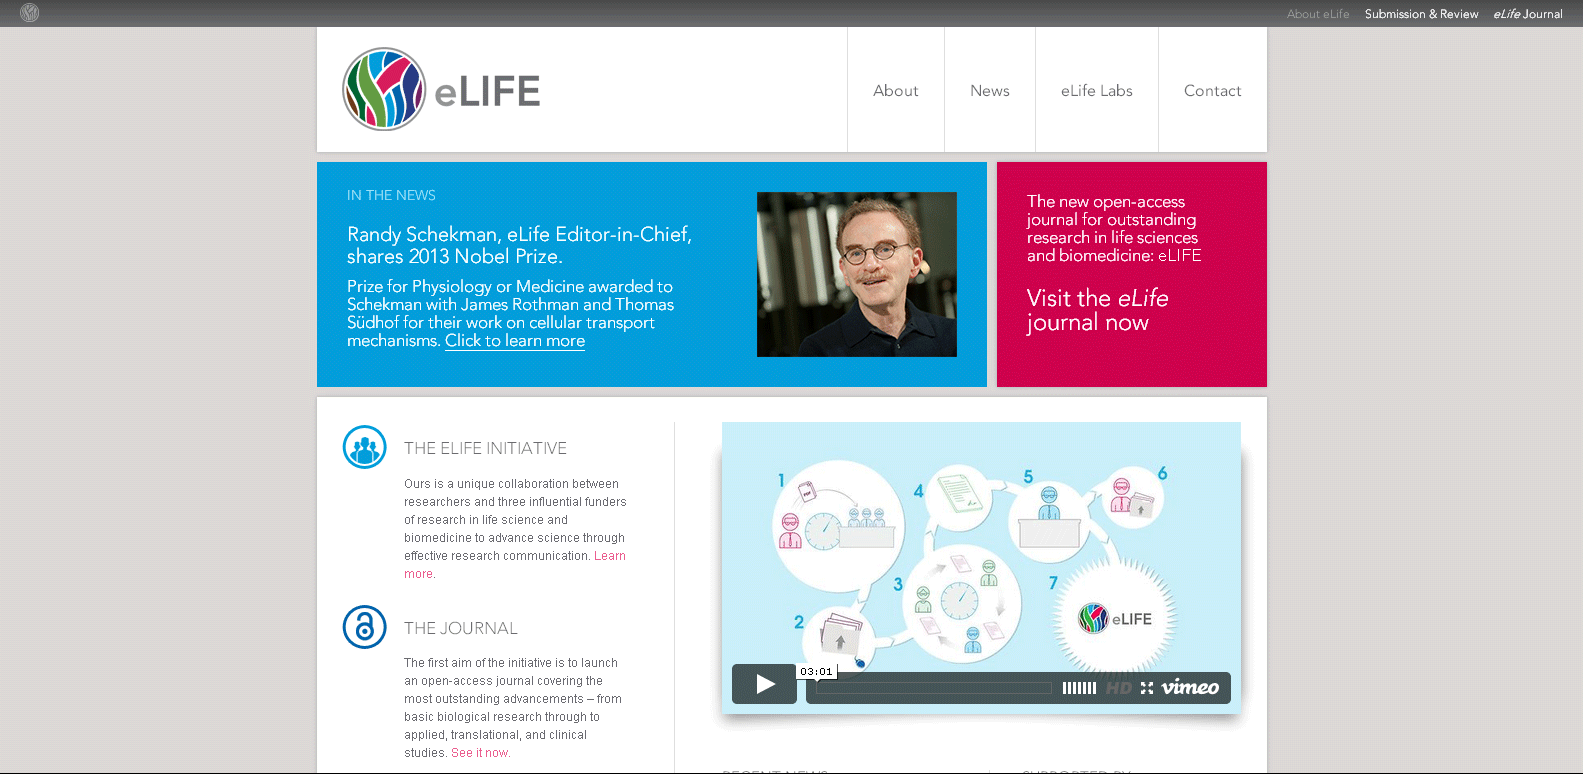 About eLife Submission & Review eLife Journal
eLIFE
About News eLife Labs Contact
IN THE NEWS
Randy Schekman, eLife Editor-in-Chief,
shares 2013 Nobel Prize.
Prize for Physiology or Medicine awarded to
Schekman with James Rothman and Thomas
Südhof for their work on cellular transport
mechanisms. Click to learn more
The new open-access
journal for outstanding
research in life sciences
and biomedicine: eLIFE
Visit the eLife
journal now
THE ELIFE INITIATIVE
Ours is a unique collaboration between
researchers and three influential funders
of research in life science and
biomedicine to advance science through
effective research communication. Learn
more.
THE JOURNAL
The first aim of the initiative is to launch
an open-access journal covering the
most outstanding advancements – from
basic biological research through to
applied, translational, and clinical
studies. See it now.
1
PDF
2
3
4
5
6
7
eLIFE
03:01
HD vimeo
RECENT NEWS
SUPPORTED BY